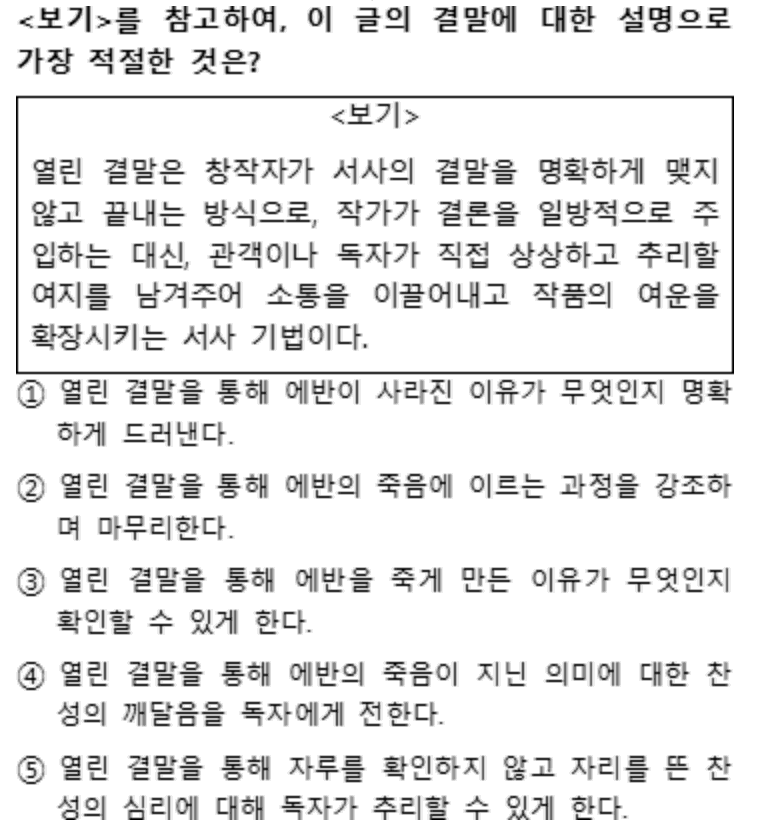 <보기>를 참고하여, 이 글의 결말에 대한 설명으로
가장 적절한 것은?
<보기>
열린 결말은 창작자가 서사의 결말을 명확하게 맺지
않고 끝내는 방식으로, 작가가 결론을 일방적으로 주
입하는 대신, 관객이나 독자가 직접 상상하고 추리할
여지를 남겨주어 소통을 이끌어내고 작품의 여운을
확장시키는 서사 기법이다.
① 열린 결말을 통해 에반이 사라진 이유가 무엇인지 명확
하게 드러낸다.
② 열린 결말을 통해 에반의 죽음에 이르는 과정을 강조하
며 마무리한다.
③ 열린 결말을 통해 에반을 죽게 만든 이유가 무엇인지
확인할 수 있게 한다.
④ 열린 결말을 통해 에반의 죽음이 지닌 의미에 대한 찬
성의 깨달음을 독자에게 전한다.
⑤ 열린 결말을 통해 자루를 확인하지 않고 자리를 뜬 찬
성의 심리에 대해 독자가 추리할 수 있게 한다.